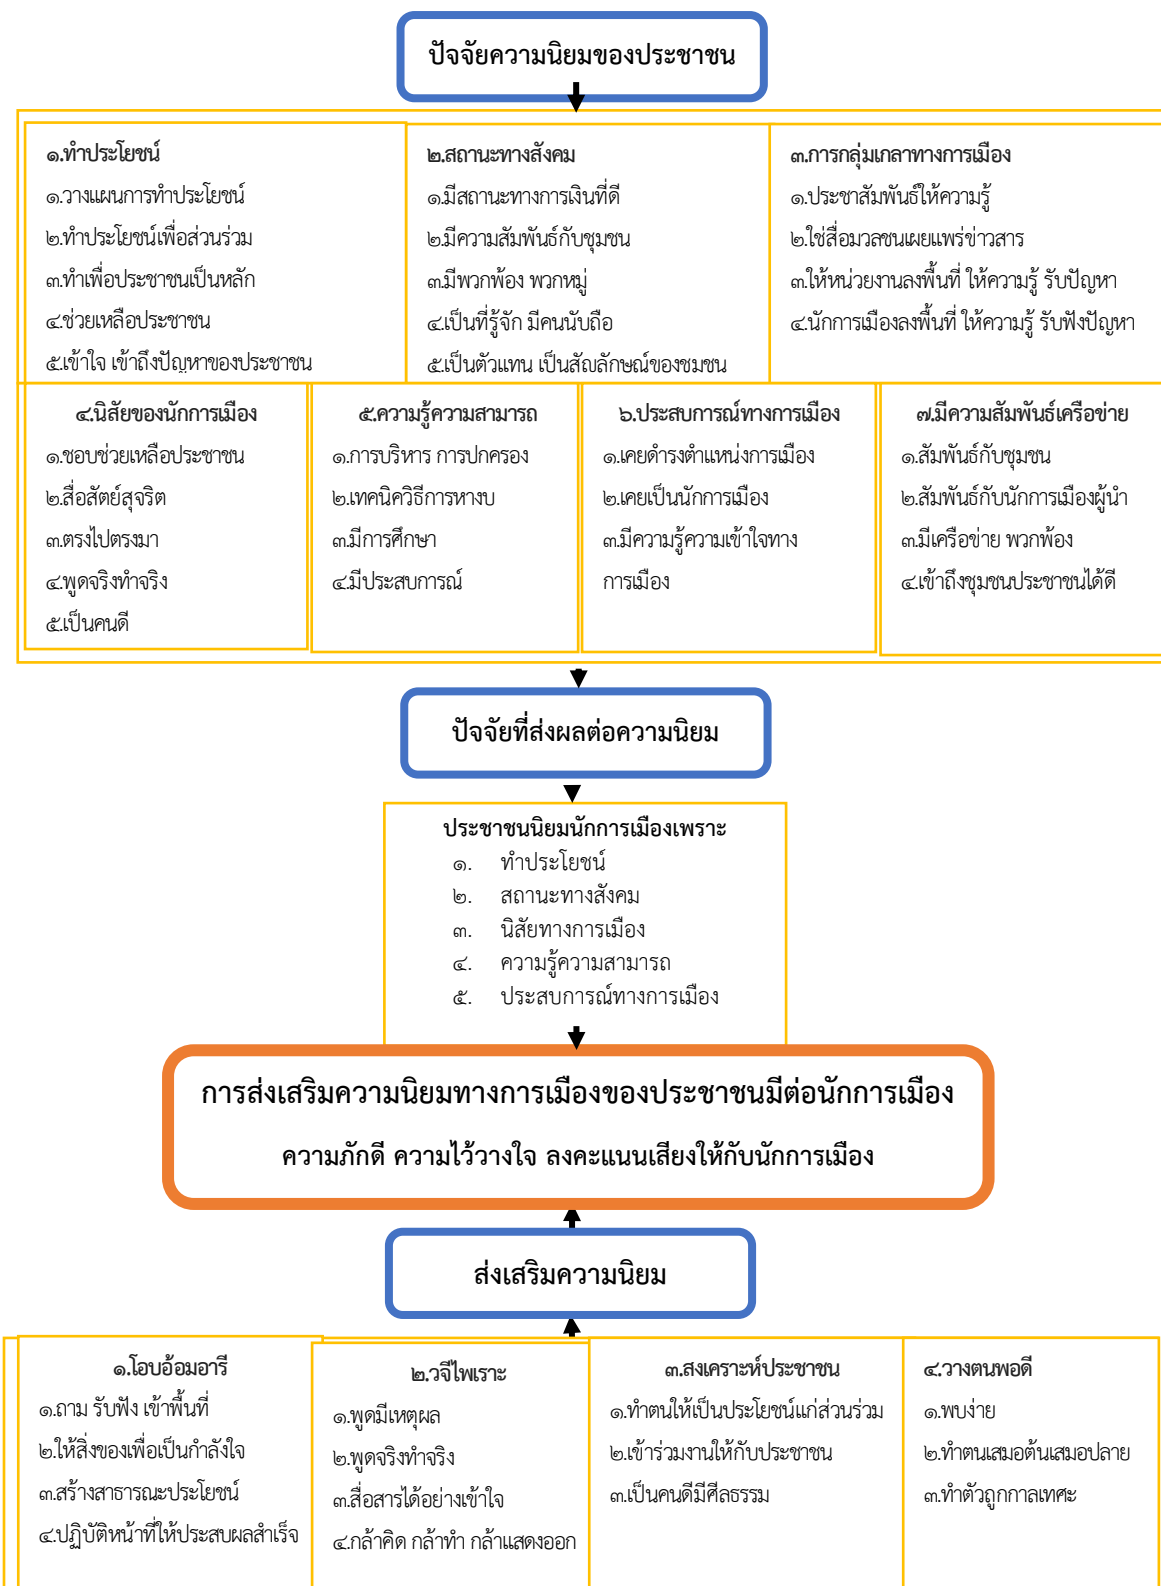 ปัจจัยความนิยมของประชาชน
๑.ทำประโยชน์
๑.วางแผนการทำประโยชน์
๒.ทำประโยชน์เพื่อส่วนร่วม
๓.ทำเพื่อประชาชนเป็นหลัก
๔.ช่วยเหลือประชาชน
๕.เข้าใจ เข้าถึงปัญหาของประชาชน
๒.สถานะทางสังคม
๑.มีสถานะทางการเงินที่ดี
๒.มีความสัมพันธ์กับชุมชน
๓.มีพวกพ้อง พวกหมู่
๔.เป็นที่รู้จัก มีคนนับถือ
๕.เป็นตัวแทน เป็นสัญลักษณ์ของชมชน
๓.การกลุ่มเกลาทางการเมือง
๑.ประชาสัมพันธ์ให้ความรู้
๒.ใช่สื่อมวลชนเผยแพร่ข่าวสาร
๓.ให้หน่วยงานลงพื้นที่ ให้ความรู้ รับปัญหา
๔.นักการเมืองลงพื้นที่ ให้ความรู้ รับฟังปัญหา
๔.นิสัยของนักการเมือง
๑.ชอบช่วยเหลือประชาชน
๒.สื่อสัตย์สุจริต
๓.ตรงไปตรงมา
๔.พูดจริงทำจริง
๕.เป็นคนดี
๕.ความรู้ความสามารถ
๑.การบริหาร การปกครอง
๒.เทคนิควิธีการหางบ
๓.มีการศึกษา
๔.มีประสบการณ์
๖.ประสบการณ์ทางการเมือง
๑.เคยดำรงตำแหน่งการเมือง
๒.เคยเป็นนักการเมือง
๓.มีความรู้ความเข้าใจทาง
การเมือง
๗.มีความสัมพันธ์เครือข่าย
๑.สัมพันธ์กับชุมชน
๒.สัมพันธ์กับนักการเมืองผู้นำ
๓.มีเครือข่าย พวกพ้อง
๔.เข้าถึงชุมชนประชาชนได้ดี
ปัจจัยที่ส่งผลต่อความนิยม
ประชาชนนิยมนักการเมืองเพราะ
๑. ทำประโยชน์
๒. สถานะทางสังคม
๓. นิสัยทางการเมือง
๔. ความรู้ความสามารถ
๕. ประสบการณ์ทางการเมือง
การส่งเสริมความนิยมทางการเมืองของประชาชนมีต่อนักการเมือง
ความภักดี ความไว้วางใจ ลงคะแนนเสียงให้กับนักการเมือง
ส่งเสริมความนิยม
๑.โอบอ้อมอารี
๑.ถาม รับฟัง เข้าพื้นที่
๒.ให้สิ่งของเพื่อเป็นกำลังใจ
๓.สร้างสาธารณะประโยชน์
๔.ปฏิบัติหน้าที่ให้ประสบผลสำเร็จ
๒.วจีไพเราะ
๑.พูดมีเหตุผล
๒.พูดจริงทำจริง
๓.สื่อสารได้อย่างเข้าใจ
๔.กล้าคิด กล้าทำ กล้าแสดงออก
๓.สงเคราะห์ประชาชน
๑.ทำตนให้เป็นประโยชน์แก่ส่วนร่วม
๒.เข้าร่วมงานให้กับประชาชน
๓.เป็นคนดีมีศีลธรรม
๔.วางตนพอดี
๑.พบง่าย
๒.ทำตนเสมอต้นเสมอปลาย
๓.ทำตัวถูกกาลเทศะ